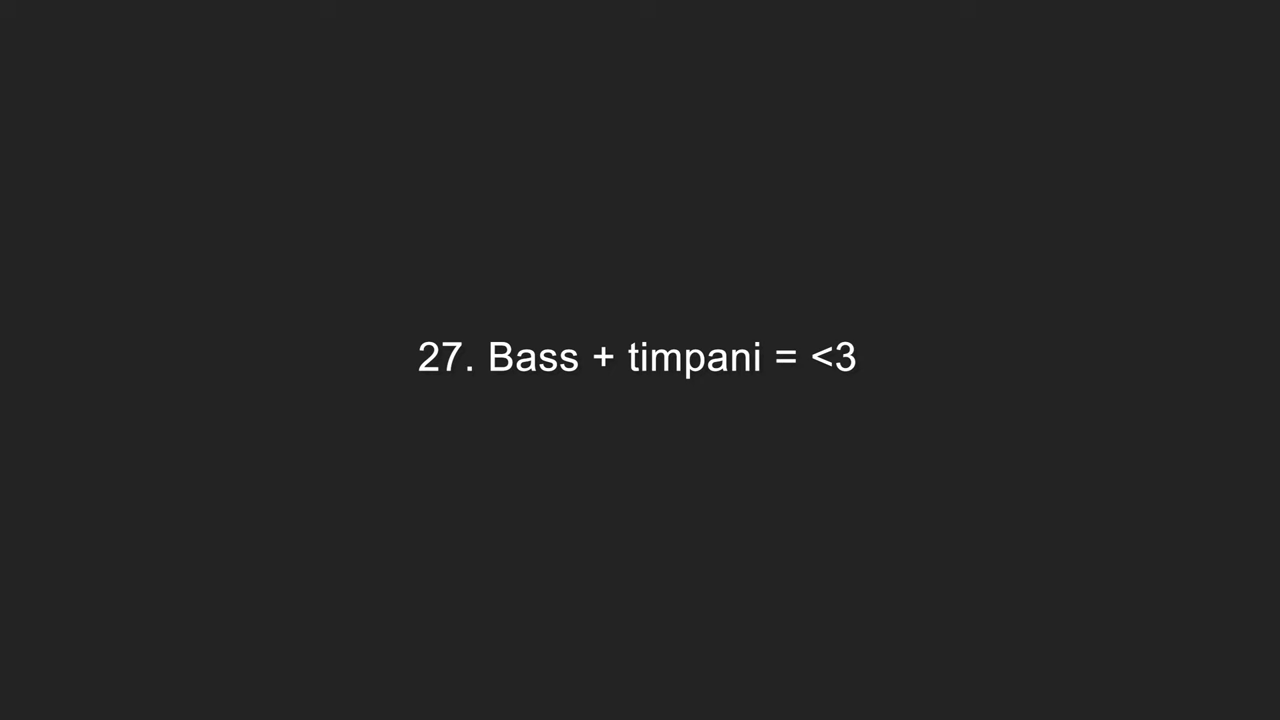 27. Bass + timpani = <3